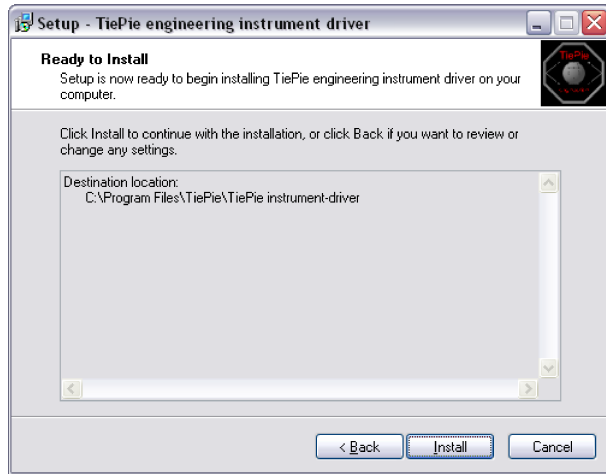 Setup - TiePie engineering instrument driver
Ready to Install
Setup is now ready to begin installing TiePie engineering instrument driver on your
computer.
TiePie
Click Install to continue with the installation, or click Back if you want to review or
change any settings.
Destination location:
C:\Program Files\TiePie\TiePie instrument-driver
< Back
Install
Cancel